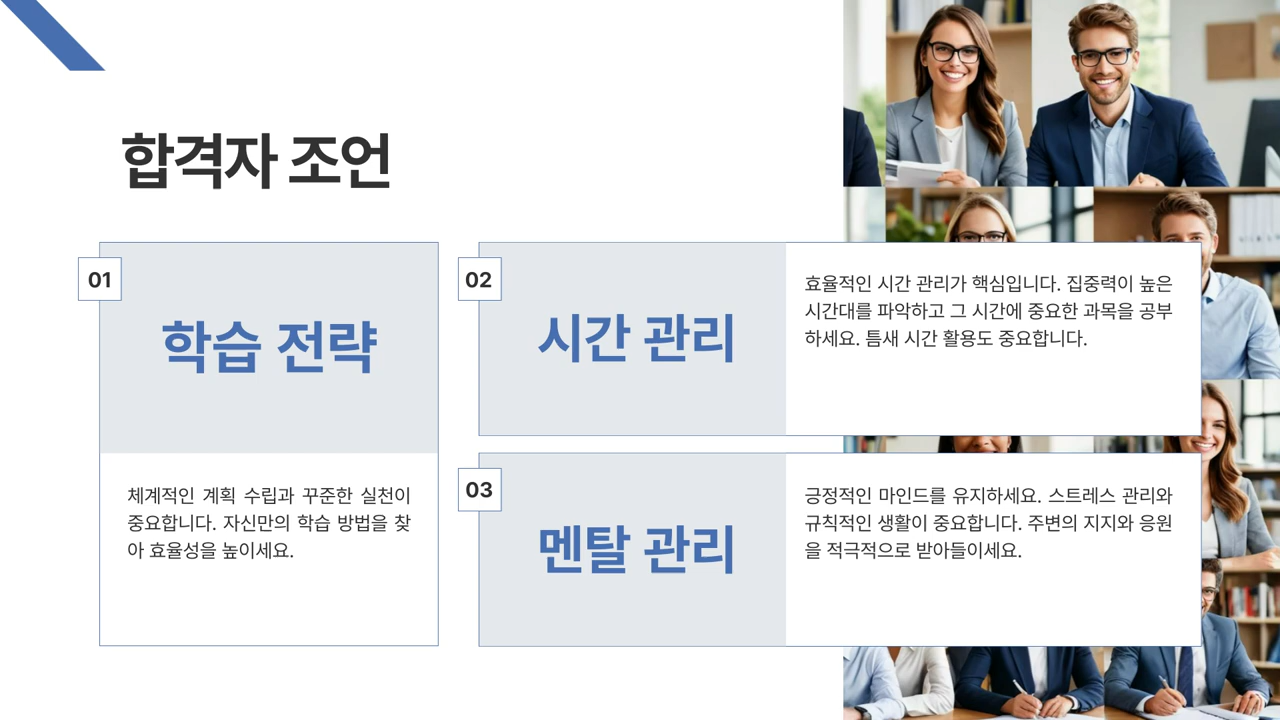 합격자 조언
01
학습 전략
체계적인 계획 수립과 꾸준한 실천이
중요합니다. 자신만의 학습 방법을 찾
아 효율성을 높이세요.
02
시간 관리
효율적인 시간 관리가 핵심입니다. 집중력이 높은
시간대를 파악하고 그 시간에 중요한 과목을 공부
하세요. 틈새 시간 활용도 중요합니다.
03
멘탈 관리
긍정적인 마인드를 유지하세요. 스트레스 관리와
규칙적인 생활이 중요합니다. 주변의 지지와 응원
을 적극적으로 받아들이세요.